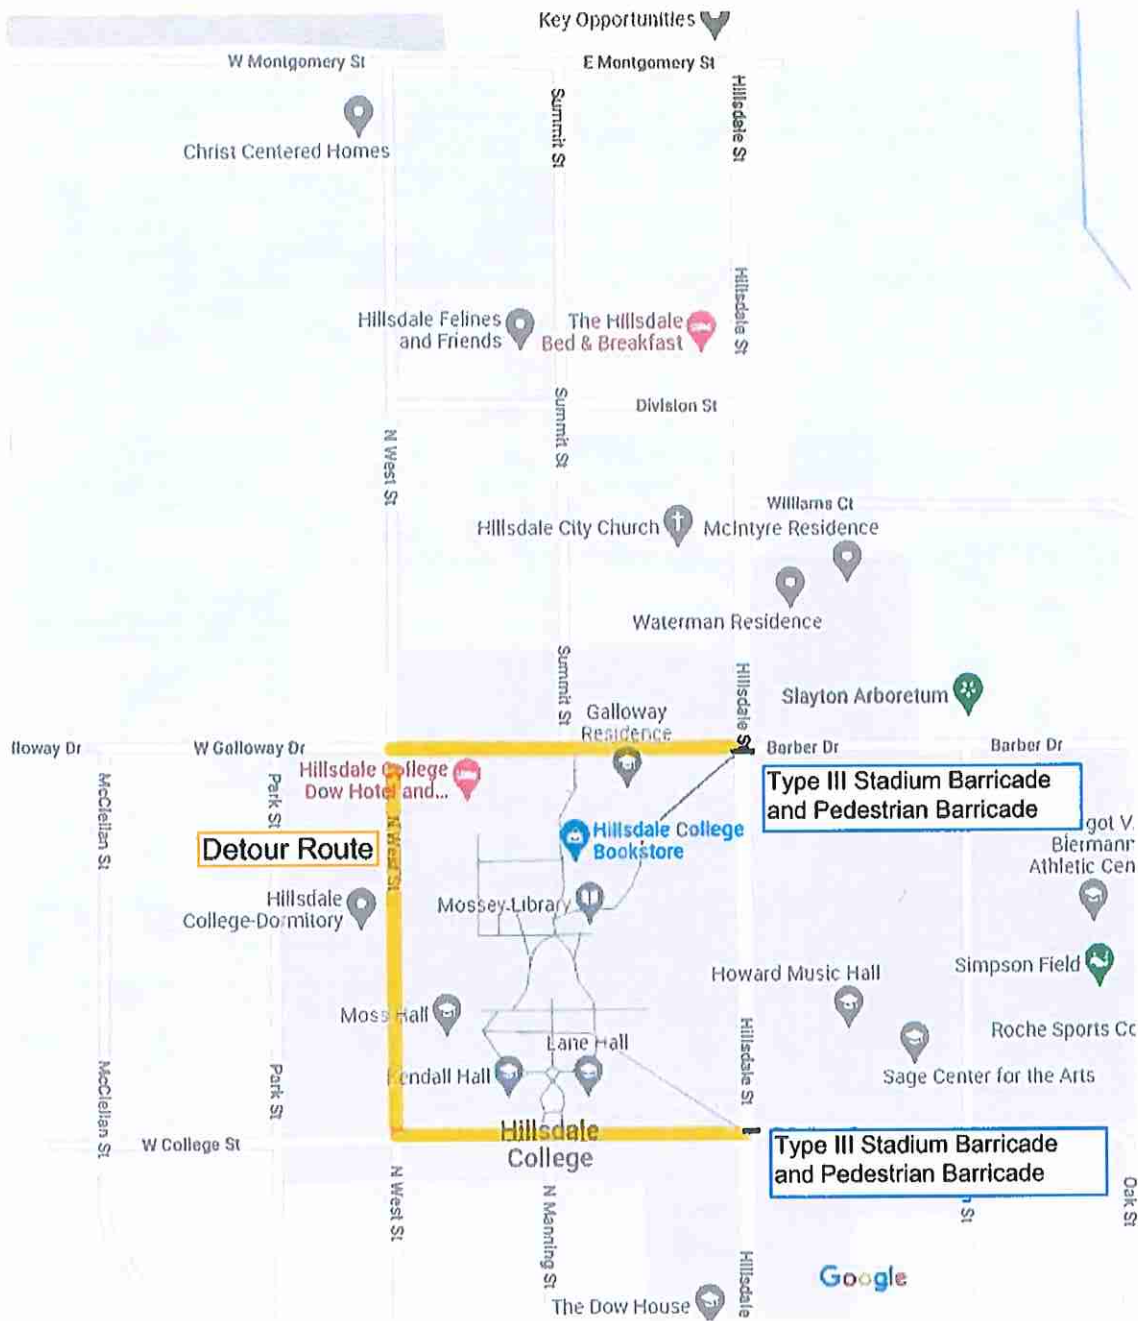 Key Opportunities
W Montgomery St
E Montgomery St
Hillsdale St
Summit St
Christ Centered Homes
Hillsdale St
Hillsdale Felines
and Friends
The Hillsdale
Bed & Breakfast
Division St
Summit St
N West St
Williams Ct
Hillsdale City Church
McIntyre Residence
Waterman Residence
Summit St
Hillsdale St
Slayton Arboretum
Galloway
Residence
lloway Dr
W Galloway Dr
Barber Dr
Barber Dr
Hillsdale College
Dow Hotel and...
Type III Stadium Barricade
and Pedestrian Barricade
McClellan St
Park St
N West St
Detour Route
Hillsdale College
Bookstore
got V.
Biermann
Athletic Cen
Hillsdale
College-Dormitory
Mossey Library
Howard Music Hall
Simpson Field
Moss Hall
Roche Sports Co
Lane Hall
Hillsdale St
McClellan St
Park St
Kendall Hall
Sage Center for the Arts
W College St
Hillsdale
College
Type III Stadium Barricade
and Pedestrian Barricade
N West St
N Manning St
St
Oak St
Hillsdale
Google
The Dow House